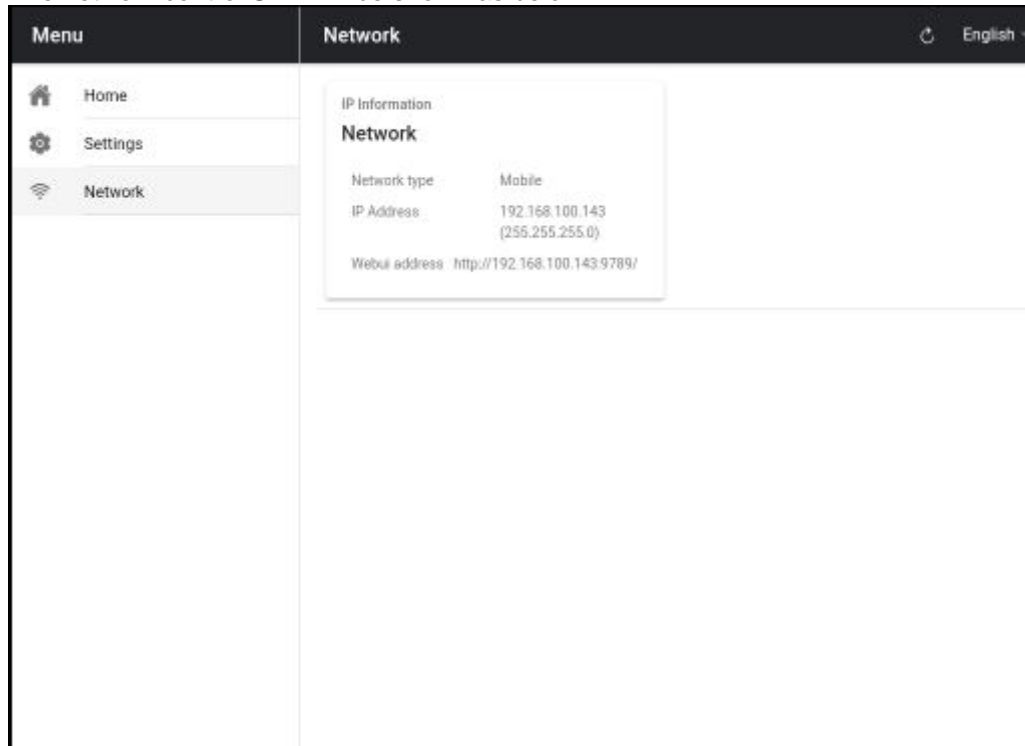 Menu
Network
English
Home
Settings
Network
IP Information
Network
Network type Mobile
IP Address 192.168.100.143
(255.255.255.0)
Webui address http://192.168.100.143:9789/